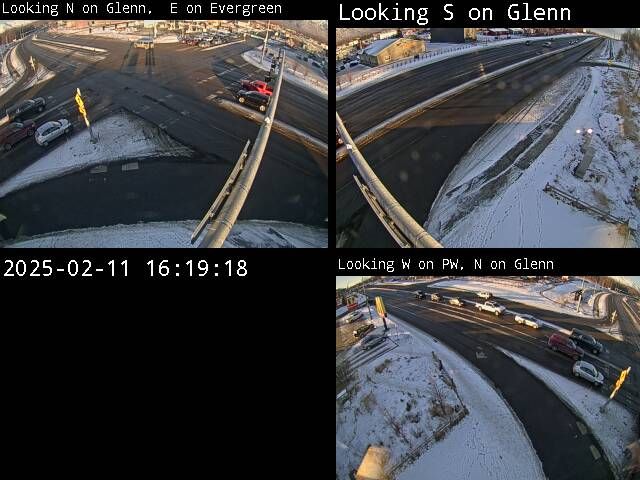 Looking N on Glenn,  E on Evergreen
Looking S on Glenn
2025-02-11 16:19:18
Looking W on PW, N on Glenn